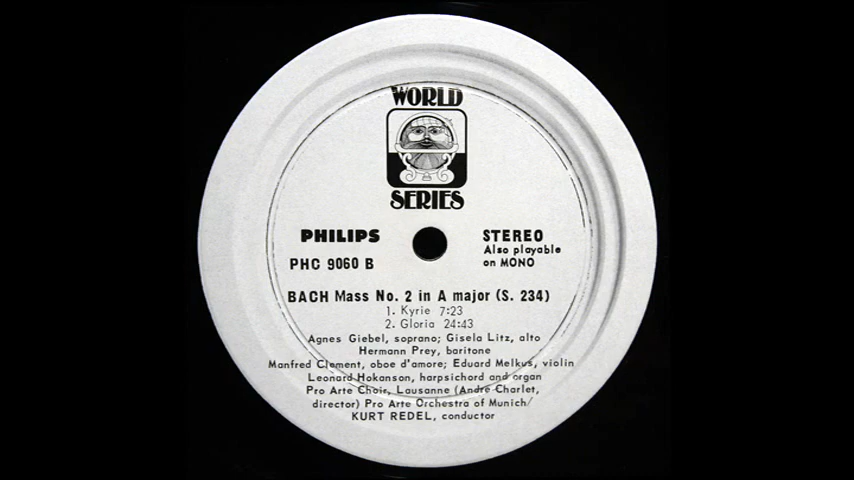 WORLD
SERIES
PHILIPS
PHC 9060 B
STEREO
Also playable
on MONO
BACH Mass No. 2 in A major (S. 234)
1. Kyrie 7:23
2. Gloria 24:43
Agnes Giebel, soprano; Gisela Litz, alto
Hermann Prey, baritone
Manfred Clement, oboe d'amore; Eduard Melkus, violin
Leonard Hokanson, harpsichord and organ
Pro Arte Choir, Lausanne (André Charlet,
director) Pro Arte Orchestra of Munich/
KURT REDEL, conductor